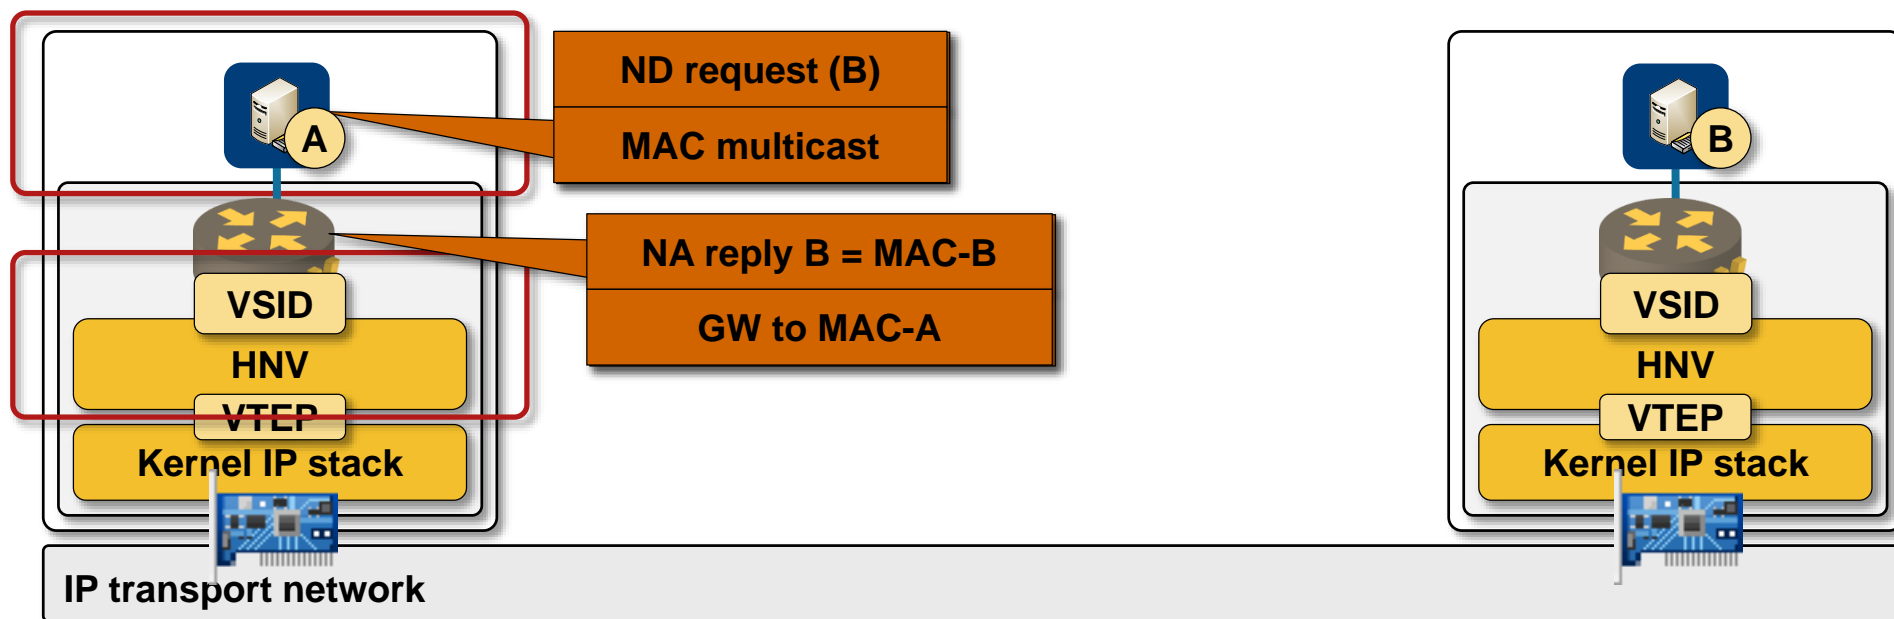 A
ND request (B)
MAC multicast
B
NA reply B = MAC-B
GW to MAC-A
VSID
HNV
VTEP
Kernel IP stack
VSID
HNV
VTEP
Kernel IP stack
IP transport network